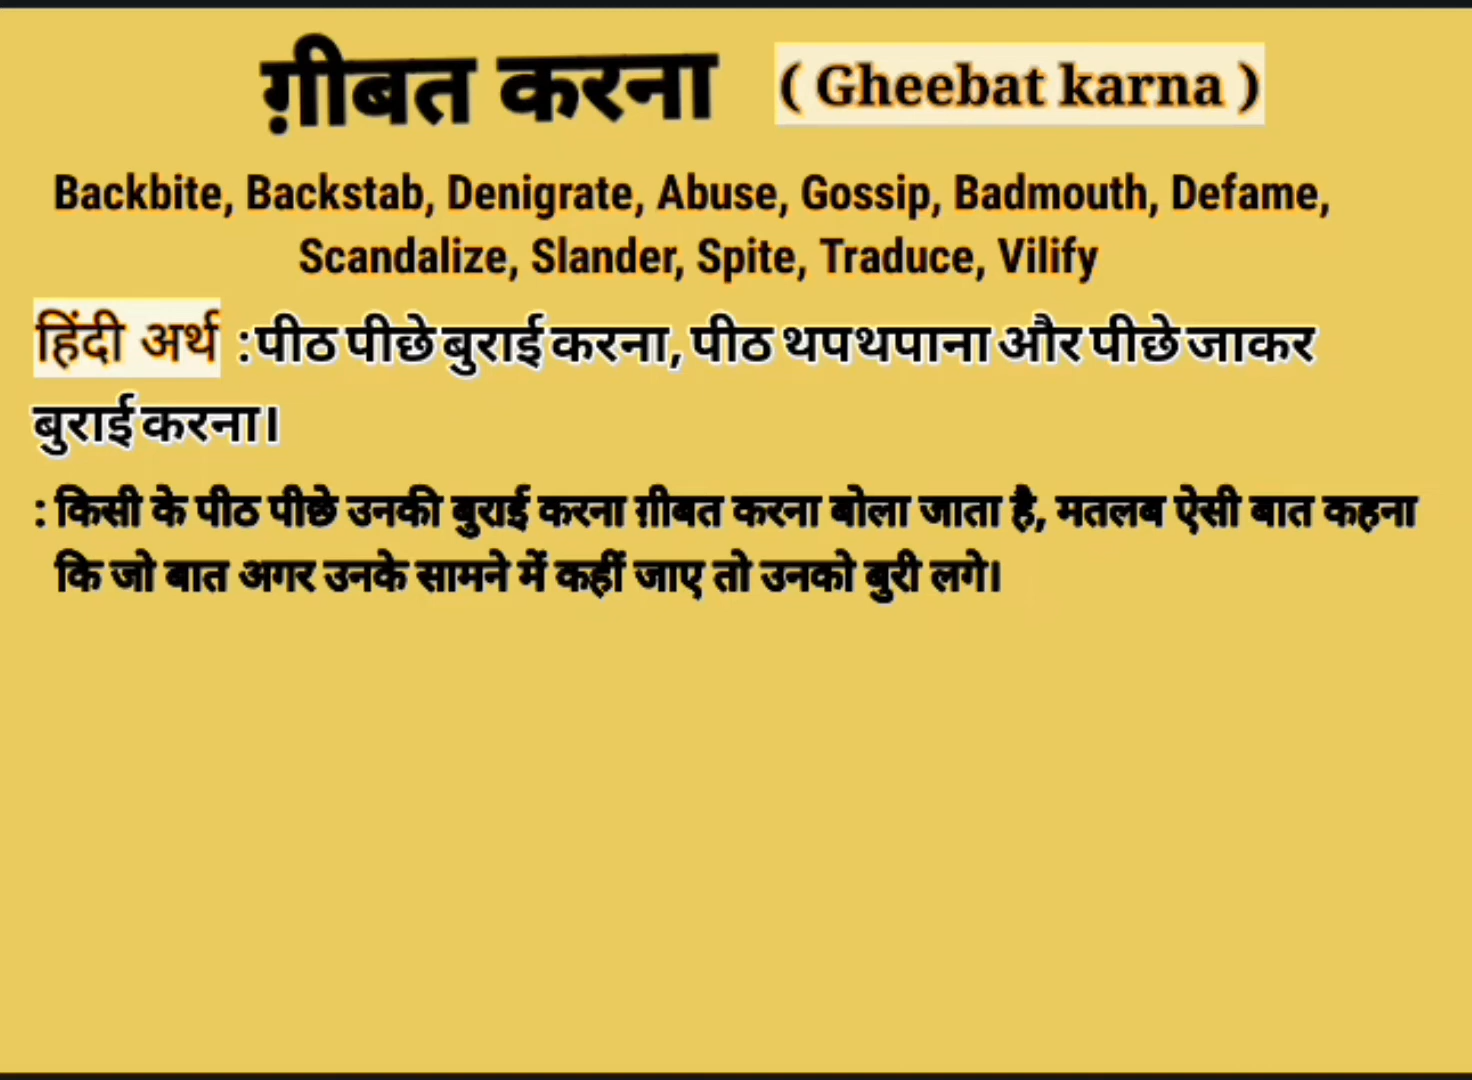 ग़ीबत करना ( Gheebat karna )
Backbite, Backstab, Denigrate, Abuse, Gossip, Badmouth, Defame,
Scandalize, Slander, Spite, Traduce, Vilify
हिंदी अर्थ : पीठ पीछे बुराई करना, पीठ थपथपाना और पीछे जाकर
बुराई करना।
: किसी के पीठ पीछे उनकी बुराई करना ग़ीबत करना बोला जाता है, मतलब ऐसी बात कहना
कि जो बात अगर उनके सामने में कहीं जाए तो उनको बुरी लगे।